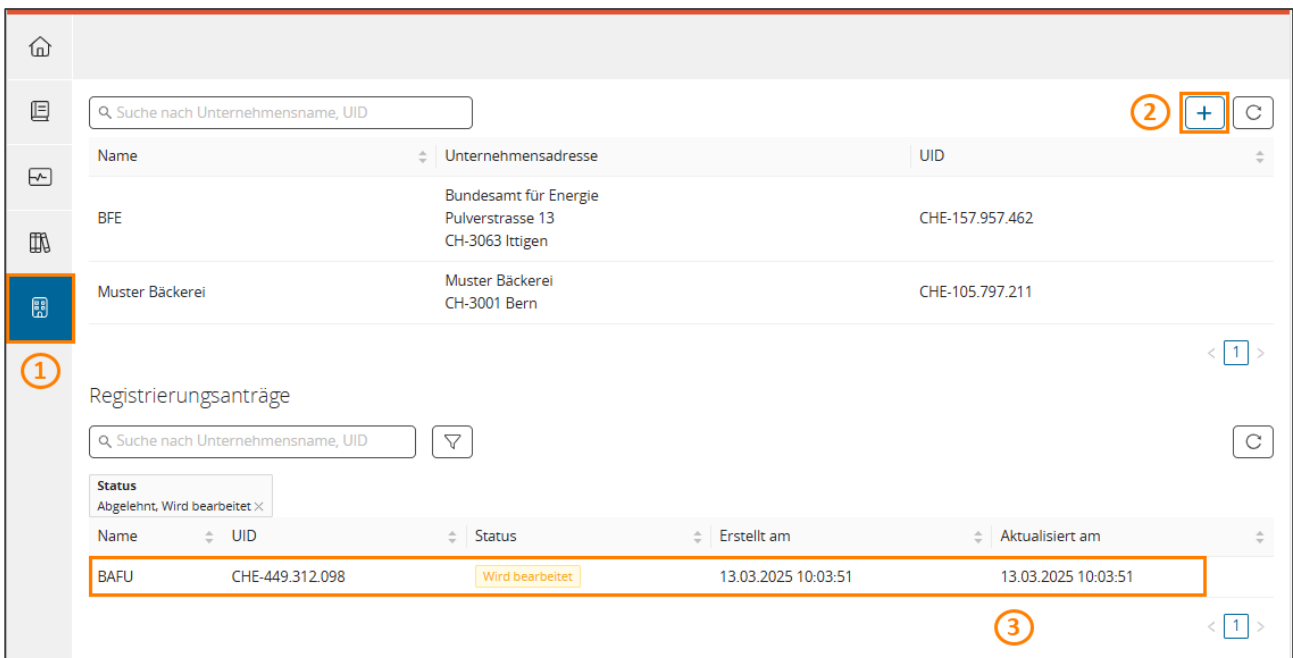 Suche nach Unternehmensname, UID
2
Name Unternehmensadresse UID
BFE
Bundesamt für Energie
Pulverstrasse 13
CH-3063 Ittigen
CHE-157.957.462
Muster Bäckerei
Muster Bäckerei
CH-3001 Bern
CHE-105.797.211
1
< 1 >
Registrierungsanträge
Suche nach Unternehmensname, UID
Status
Abgelehnt, Wird bearbeitet ×
Name UID Status Erstellt am Aktualisiert am
BAFU CHE-449.312.098 Wird bearbeitet 13.03.2025 10:03:51 13.03.2025 10:03:51
3
< 1 >